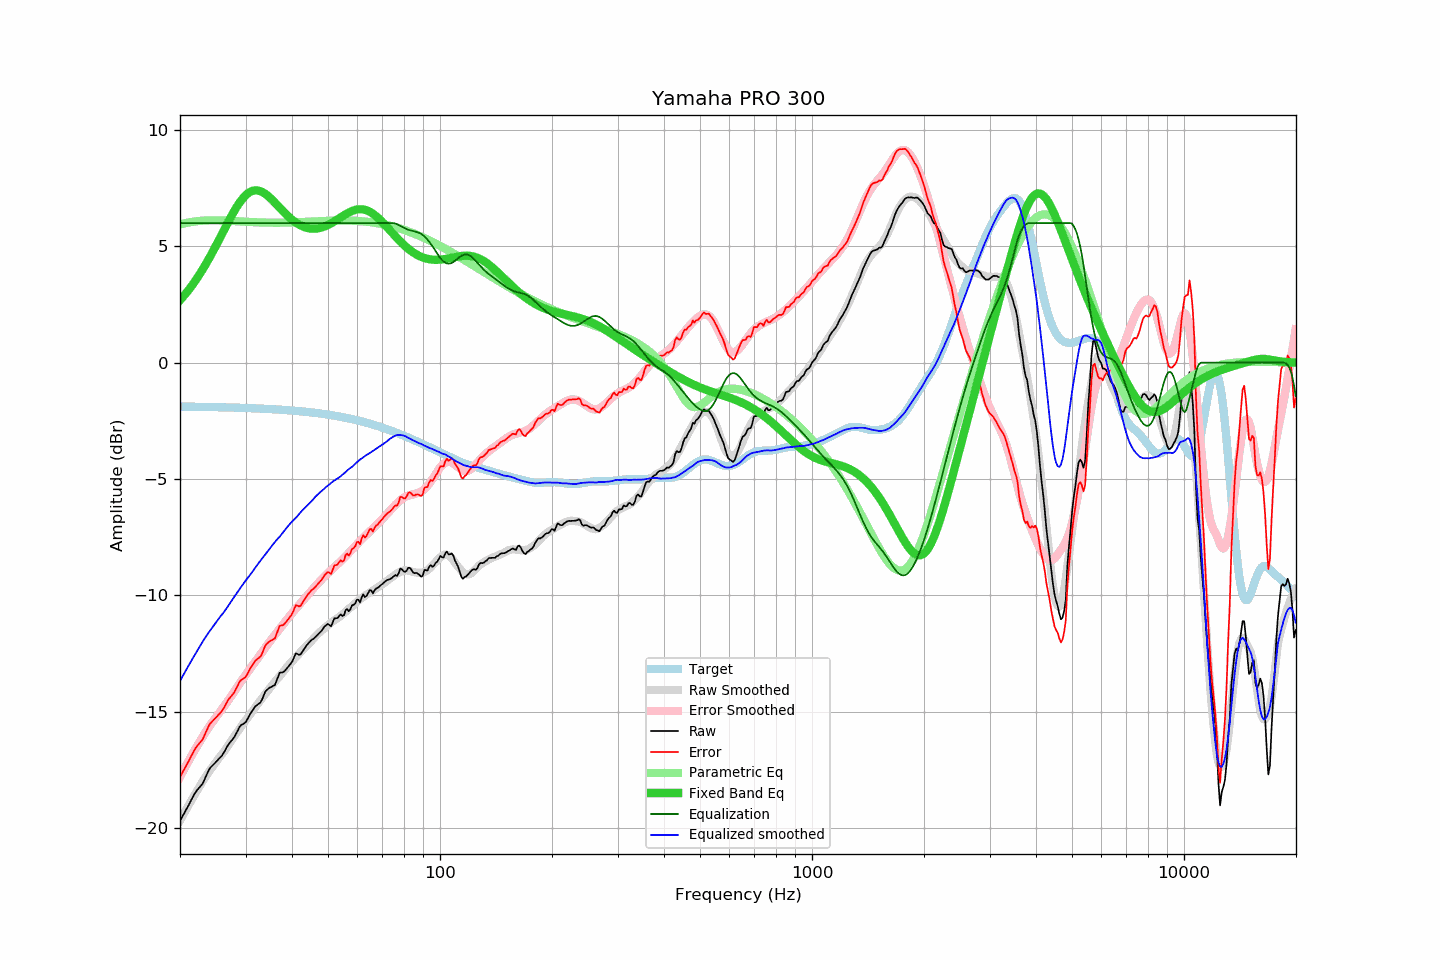 Yamaha PRO 300
10
5
0
−5
−10
−15
−20
Amplitude (dBr)
100
1000
10000
Frequency (Hz)
Target
Raw Smoothed
Error Smoothed
Raw
Error
Parametric Eq
Fixed Band Eq
Equalization
Equalized smoothed